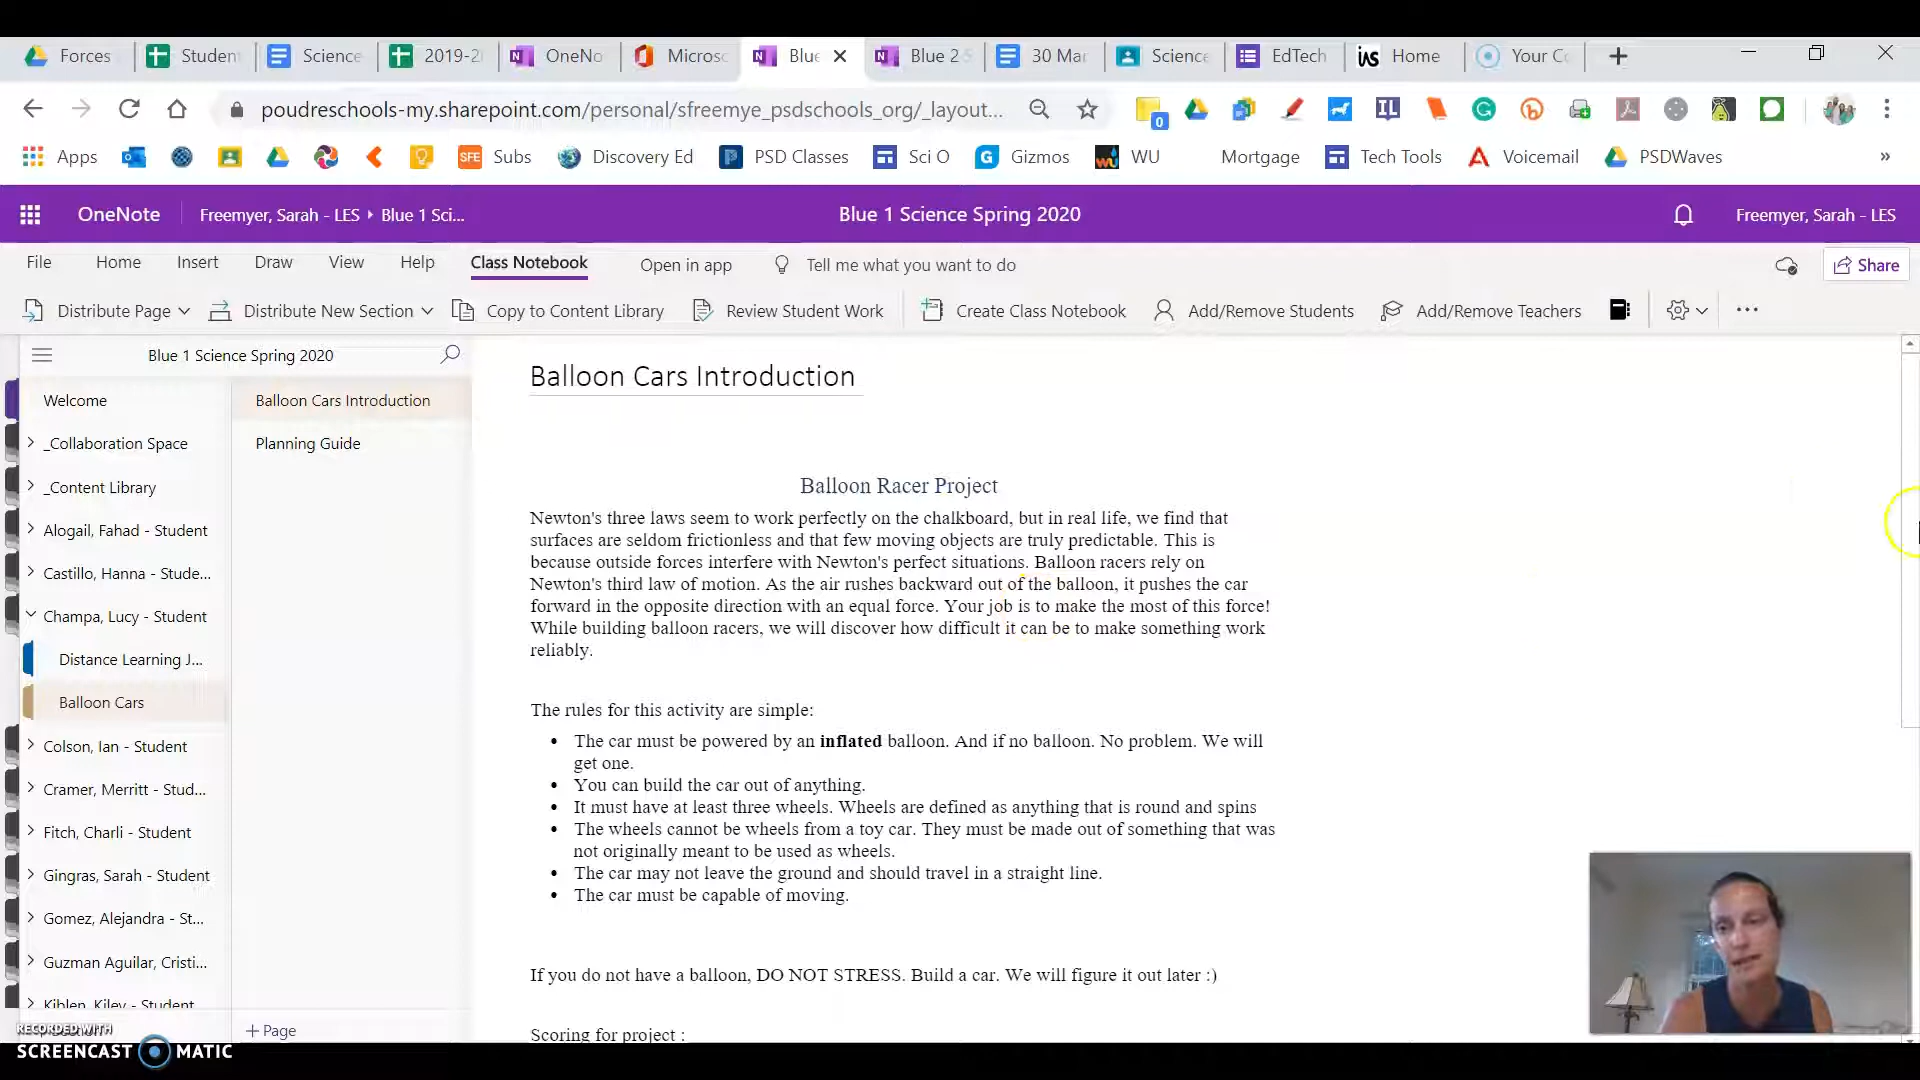 Forces
Student
Science
2019-2
OneNo
Micros
Blue
Blue 2 S
30 Mar
Science
EdTech
ias Home
Your Co
poudreschools-my.sharepoint.com/personal/sfreemye_psdschools_org/_layout...
0
IL
Apps
SFE Subs
Discovery Ed
PSD Classes
Sci O
Gizmos
WU
Mortgage
Tech Tools
Voicemail
PSDWaves
»
OneNote
Freemyer, Sarah - LES ▸ Blue 1 Sci...
Blue 1 Science Spring 2020
Freemyer, Sarah - LES
File Home Insert Draw View Help Class Notebook Open in app Tell me what you want to do
Share
Distribute Page Distribute New Section Copy to Content Library Review Student Work Create Class Notebook Add/Remove Students Add/Remove Teachers ...
Blue 1 Science Spring 2020
Welcome
_Collaboration Space
_Content Library
Alogail, Fahad - Student
Castillo, Hanna - Stude...
Champa, Lucy - Student
Distance Learning J...
Balloon Cars
Colson, Ian - Student
Cramer, Merritt - Stud...
Fitch, Charli - Student
Gingras, Sarah - Student
Gomez, Alejandra - St...
Guzman Aguilar, Cristi...
Kiblen, Kiley - Student
Balloon Cars Introduction
Planning Guide
+ Page
Balloon Cars Introduction
Balloon Racer Project
Newton's three laws seem to work perfectly on the chalkboard, but in real life, we find that
surfaces are seldom frictionless and that few moving objects are truly predictable. This is
because outside forces interfere with Newton's perfect situations. Balloon racers rely on
Newton's third law of motion. As the air rushes backward out of the balloon, it pushes the car
forward in the opposite direction with an equal force. Your job is to make the most of this force!
While building balloon racers, we will discover how difficult it can be to make something work
reliably.
The rules for this activity are simple:
• The car must be powered by an inflated balloon. And if no balloon. No problem. We will
get one.
• You can build the car out of anything.
• It must have at least three wheels. Wheels are defined as anything that is round and spins
• The wheels cannot be wheels from a toy car. They must be made out of something that was
not originally meant to be used as wheels.
• The car may not leave the ground and should travel in a straight line.
• The car must be capable of moving.
If you do not have a balloon, DO NOT STRESS. Build a car. We will figure it out later :)
Scoring for project :
RECORDED WITH
SCREENCAST MATIC